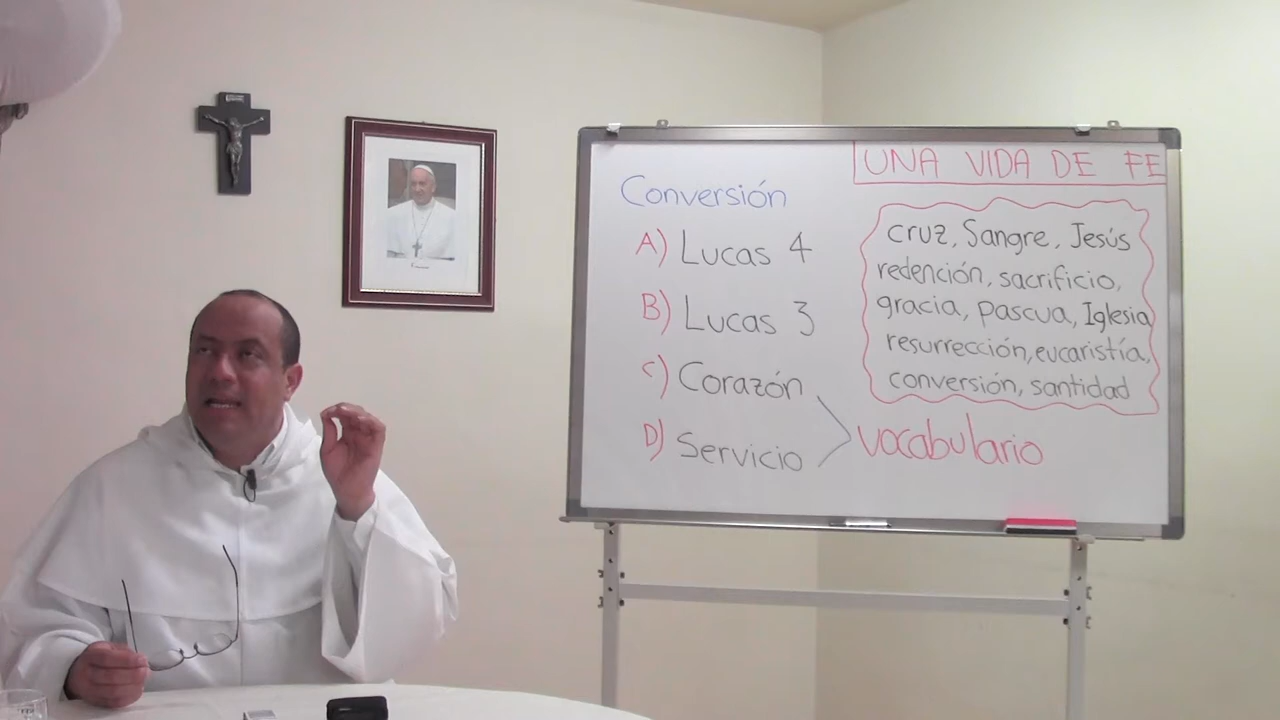 UNA VIDA DE FE
Conversión
A) Lucas 4
B) Lucas 3
C) Corazón
D) Servicio
cruz, Sangre, Jesús
redención, sacrificio,
gracia, pascua, Iglesia
resurrección, eucaristía,
conversión, santidad
vocabulario